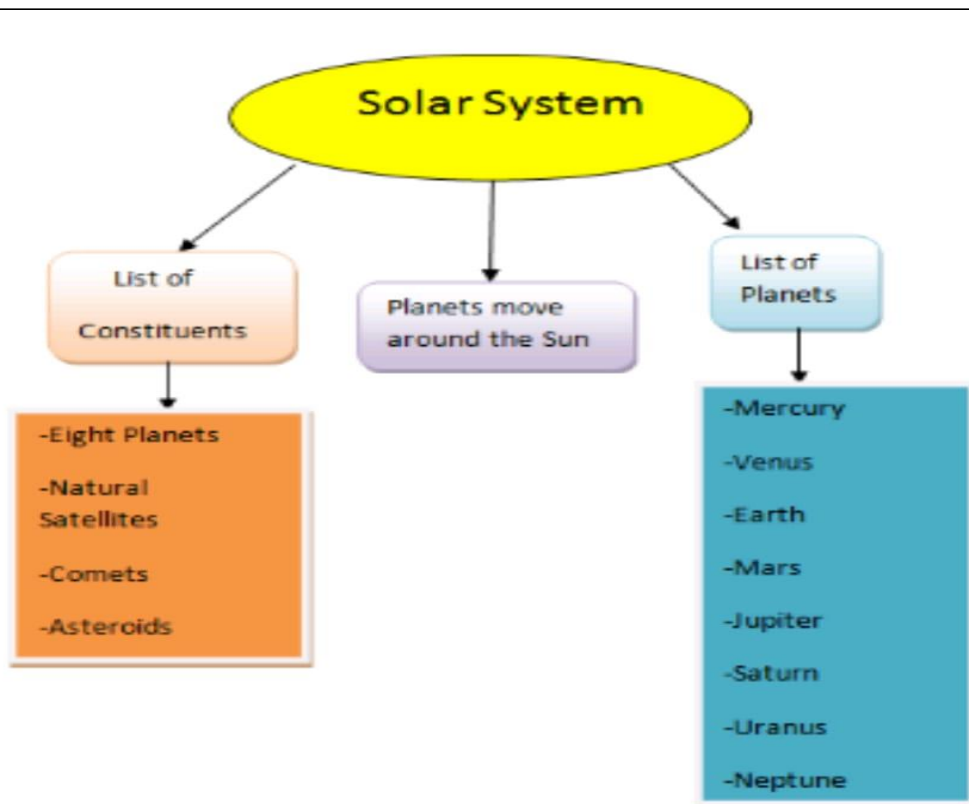 Solar System
List of
Constituents
-Eight Planets
-Natural
Satellites
-Comets
-Asteroids
Planets move
around the Sun
List of
Planets
-Mercury
-Venus
-Earth
-Mars
-Jupiter
-Saturn
-Uranus
-Neptune